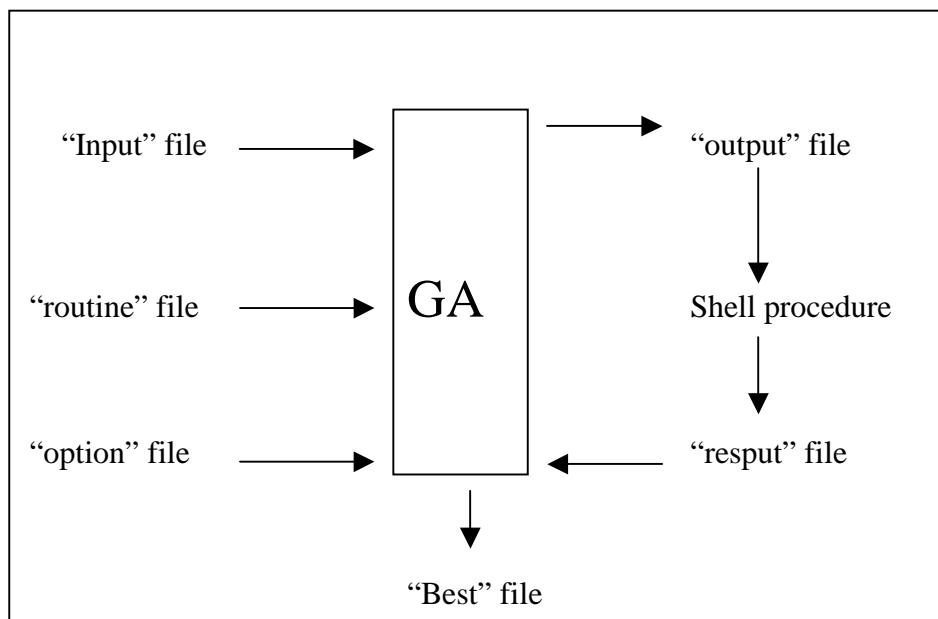 “Input” file
“output” file
“routine” file
GA
Shell procedure
“option” file
“resput” file
“Best” file